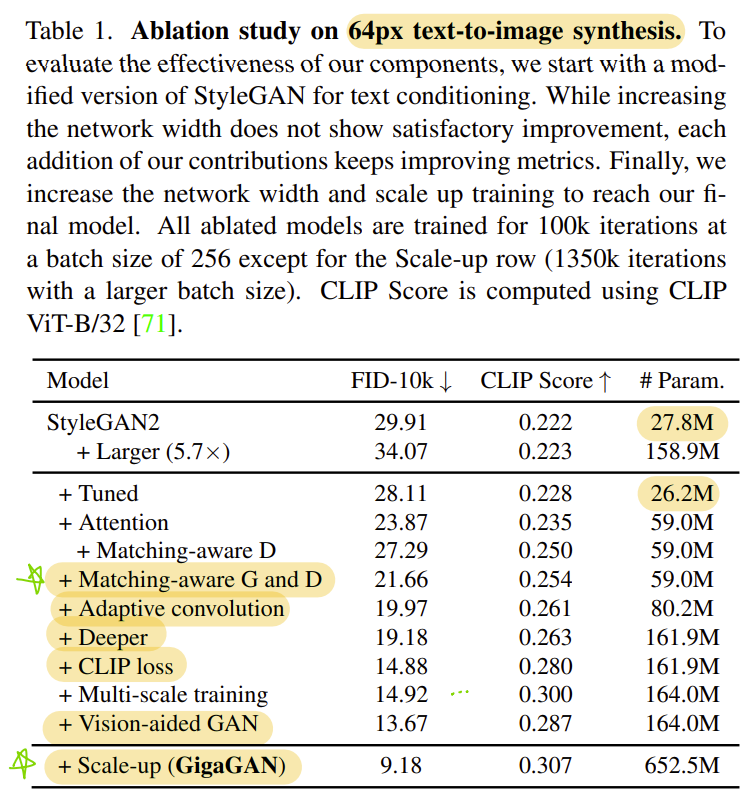 Table 1. Ablation study on 64px text-to-image synthesis. To
evaluate the effectiveness of our components, we start with a mod-
ified version of StyleGAN for text conditioning. While increasing
the network width does not show satisfactory improvement, each
addition of our contributions keeps improving metrics. Finally, we
increase the network width and scale up training to reach our fi-
nal model. All ablated models are trained for 100k iterations at
a batch size of 256 except for the Scale-up row (1350k iterations
with a larger batch size). CLIP Score is computed using CLIP
ViT-B/32 [71].
Model FID-10k ↓ CLIP Score ↑ # Param.
StyleGAN2 29.91 0.222 27.8M
+ Larger (5.7×) 34.07 0.223 158.9M
+ Tuned 28.11 0.228 26.2M
+ Attention 23.87 0.235 59.0M
+ Matching-aware D 27.29 0.250 59.0M
+ Matching-aware G and D 21.66 0.254 59.0M
+ Adaptive convolution 19.97 0.261 80.2M
+ Deeper 19.18 0.263 161.9M
+ CLIP loss 14.88 0.280 161.9M
+ Multi-scale training 14.92 0.300 164.0M
+ Vision-aided GAN 13.67 0.287 164.0M
+ Scale-up (GigaGAN) 9.18 0.307 652.5M